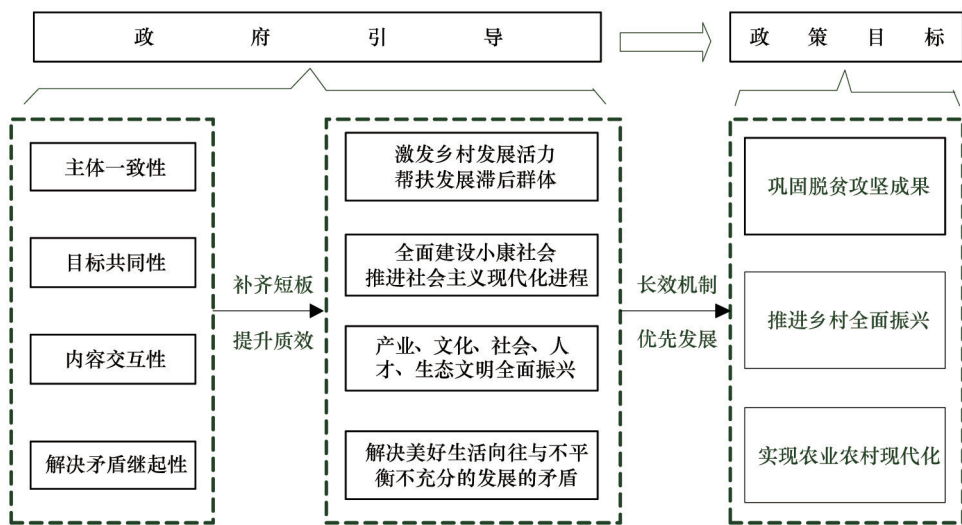 政府引导
政策目标
主体一致性
目标共同性
内容交互性
解决矛盾继起性
补齐短板
提升质效
激发乡村发展活力
帮扶发展滞后群体
全面建设小康社会
推进社会主义现代化进程
产业、文化、社会、人
才、生态文明全面振兴
解决美好生活向往与不平
衡不充分的发展的矛盾
长效机制
优先发展
巩固脱贫攻坚成果
推进乡村全面振兴
实现农业农村现代化